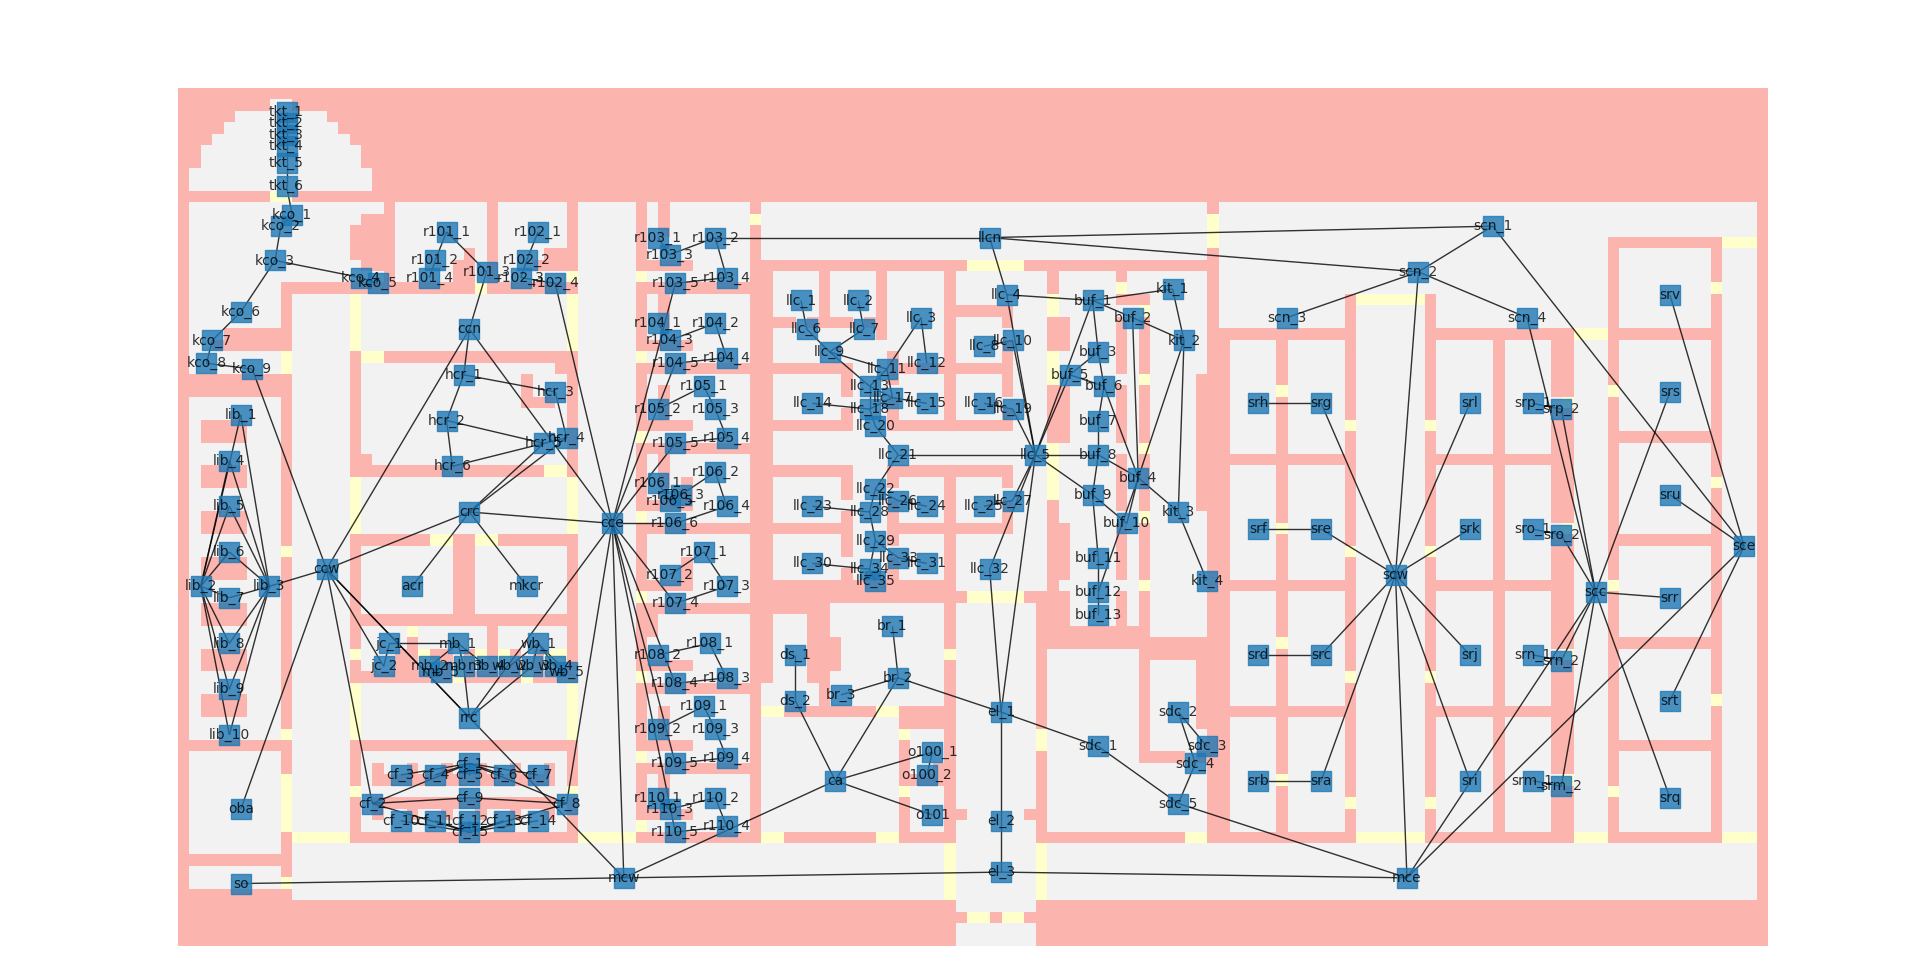 tkt_1
tkt_2
tkt_3
tkt_4
tkt_5
tkt_6
kco_1
kco_2
kco_3
kco_4
kco_5
kco_6
kco_7
kco_8
kco_9
r101_1
r101_2
r101_3
r101_4
r102_1
r102_2
r102_3
r102_4
ccn
hcr_1
hcr_2
hcr_3
hcr_4
hcr_5
hcr_6
lib_1
lib_4
lib_5
lib_6
lib_2
lib_3
lib_7
lib_8
lib_9
lib_10
ccw
crc
cce
acr
mkcr
jc_1
jc_2
mb_1
mb_2
mb_3
mb_4
mb_5
wb_1
wb_2
wb_3
wb_4
wb_5
rrc
cf_1
cf_2
cf_3
cf_4
cf_5
cf_6
cf_7
cf_8
cf_9
cf_10
cf_11
cf_12
cf_13
cf_14
cf_15
oba
so
mcw
r103_1
r103_2
r103_3
r103_4
r103_5
r104_1
r104_2
r104_3
r104_4
r104_5
r105_1
r105_2
r105_3
r105_4
r105_5
r106_1
r106_2
r106_3
r106_4
r106_5
r106_6
r107_1
r107_2
r107_3
r107_4
r108_1
r108_2
r108_3
r108_4
r109_1
r109_2
r109_3
r109_4
r109_5
r110_1
r110_2
r110_3
r110_4
r110_5
llcn
llc_1
llc_2
llc_3
llc_4
llc_5
llc_6
llc_7
llc_8
llc_9
llc_10
llc_11
llc_12
llc_13
llc_14
llc_15
llc_16
llc_17
llc_18
llc_19
llc_20
llc_21
llc_22
llc_23
llc_24
llc_25
llc_26
llc_27
llc_28
llc_29
llc_30
llc_31
llc_32
llc_33
llc_34
llc_35
br_1
br_2
br_3
ds_1
ds_2
ca
o100_1
o100_2
o101
el_1
el_2
el_3
buf_1
buf_2
buf_3
buf_4
buf_5
buf_6
buf_7
buf_8
buf_9
buf_10
buf_11
buf_12
buf_13
kit_1
kit_2
kit_3
kit_4
sdc_1
sdc_2
sdc_3
sdc_4
sdc_5
scn_1
scn_2
scn_3
scn_4
srh
srg
srf
sre
srd
src
srb
sra
scw
srl
srk
srj
sri
srp_1
srp_2
sro_1
sro_2
srn_1
srn_2
srm_1
srm_2
scc
srv
srs
sru
srr
srt
srq
sce
mce